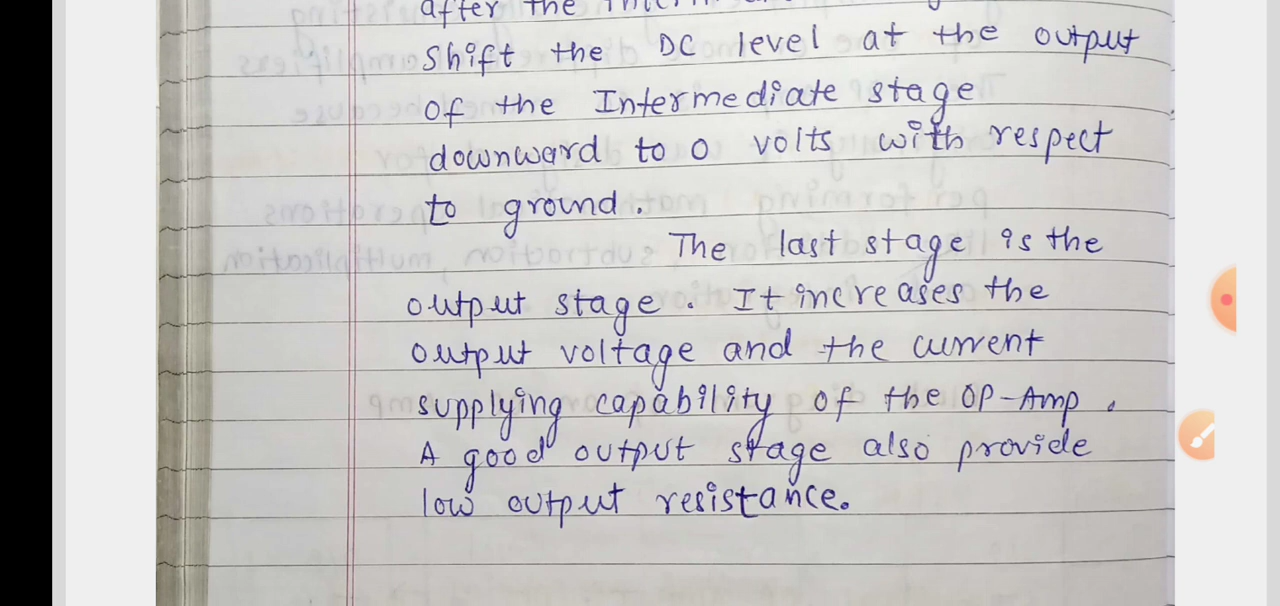 after the
Shift the DC level at the output
of the Intermediate stage
downward to 0 volts with respect
to ground.
The last stage is the
output stage. It increases the
output voltage and the current
supplying capability of the OP-Amp.
A good output stage also provide
low output resistance.